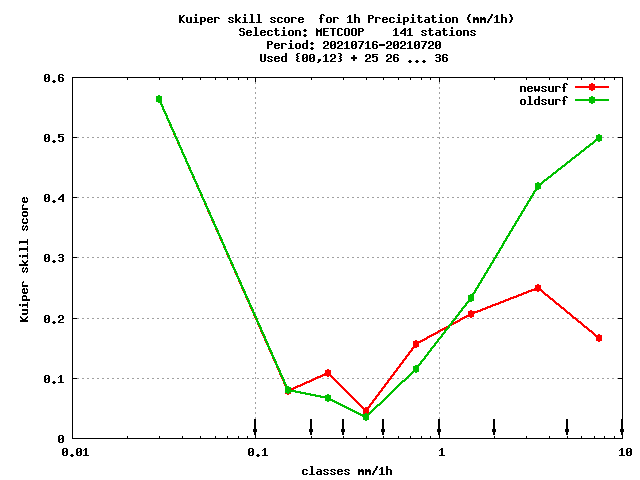 Kuiper skill score  for 1h Precipitation (mm/1h)
Selection: METCOOP    141 stations
Period: 20210716-20210720
Used {00,12} + 25 26 ... 36
newsurf
oldsurf
0.6
0.5
0.4
0.3
0.2
0.1
0
Kuiper skill score
0.01
0.1
1
10
classes mm/1h